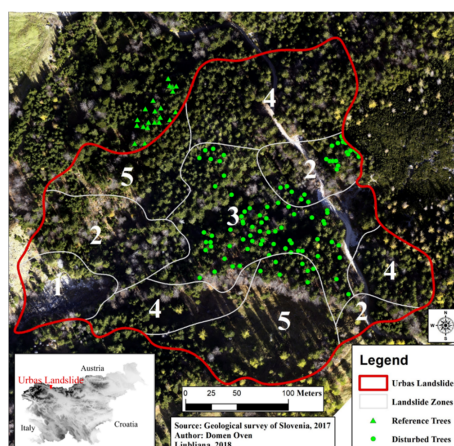 4
2
5
3
2
1
4
4
5
2
N
W
E
S
Urbas Landslide
Austria
Italy
Croatia
0
50
100
Meters
Source: Geological survey of Slovenia, 2017
Author: Domen Oven
Ljubljana, 2018
Legend
Urbas Landslide
Landslide Zones
Reference Trees
Disturbed Trees